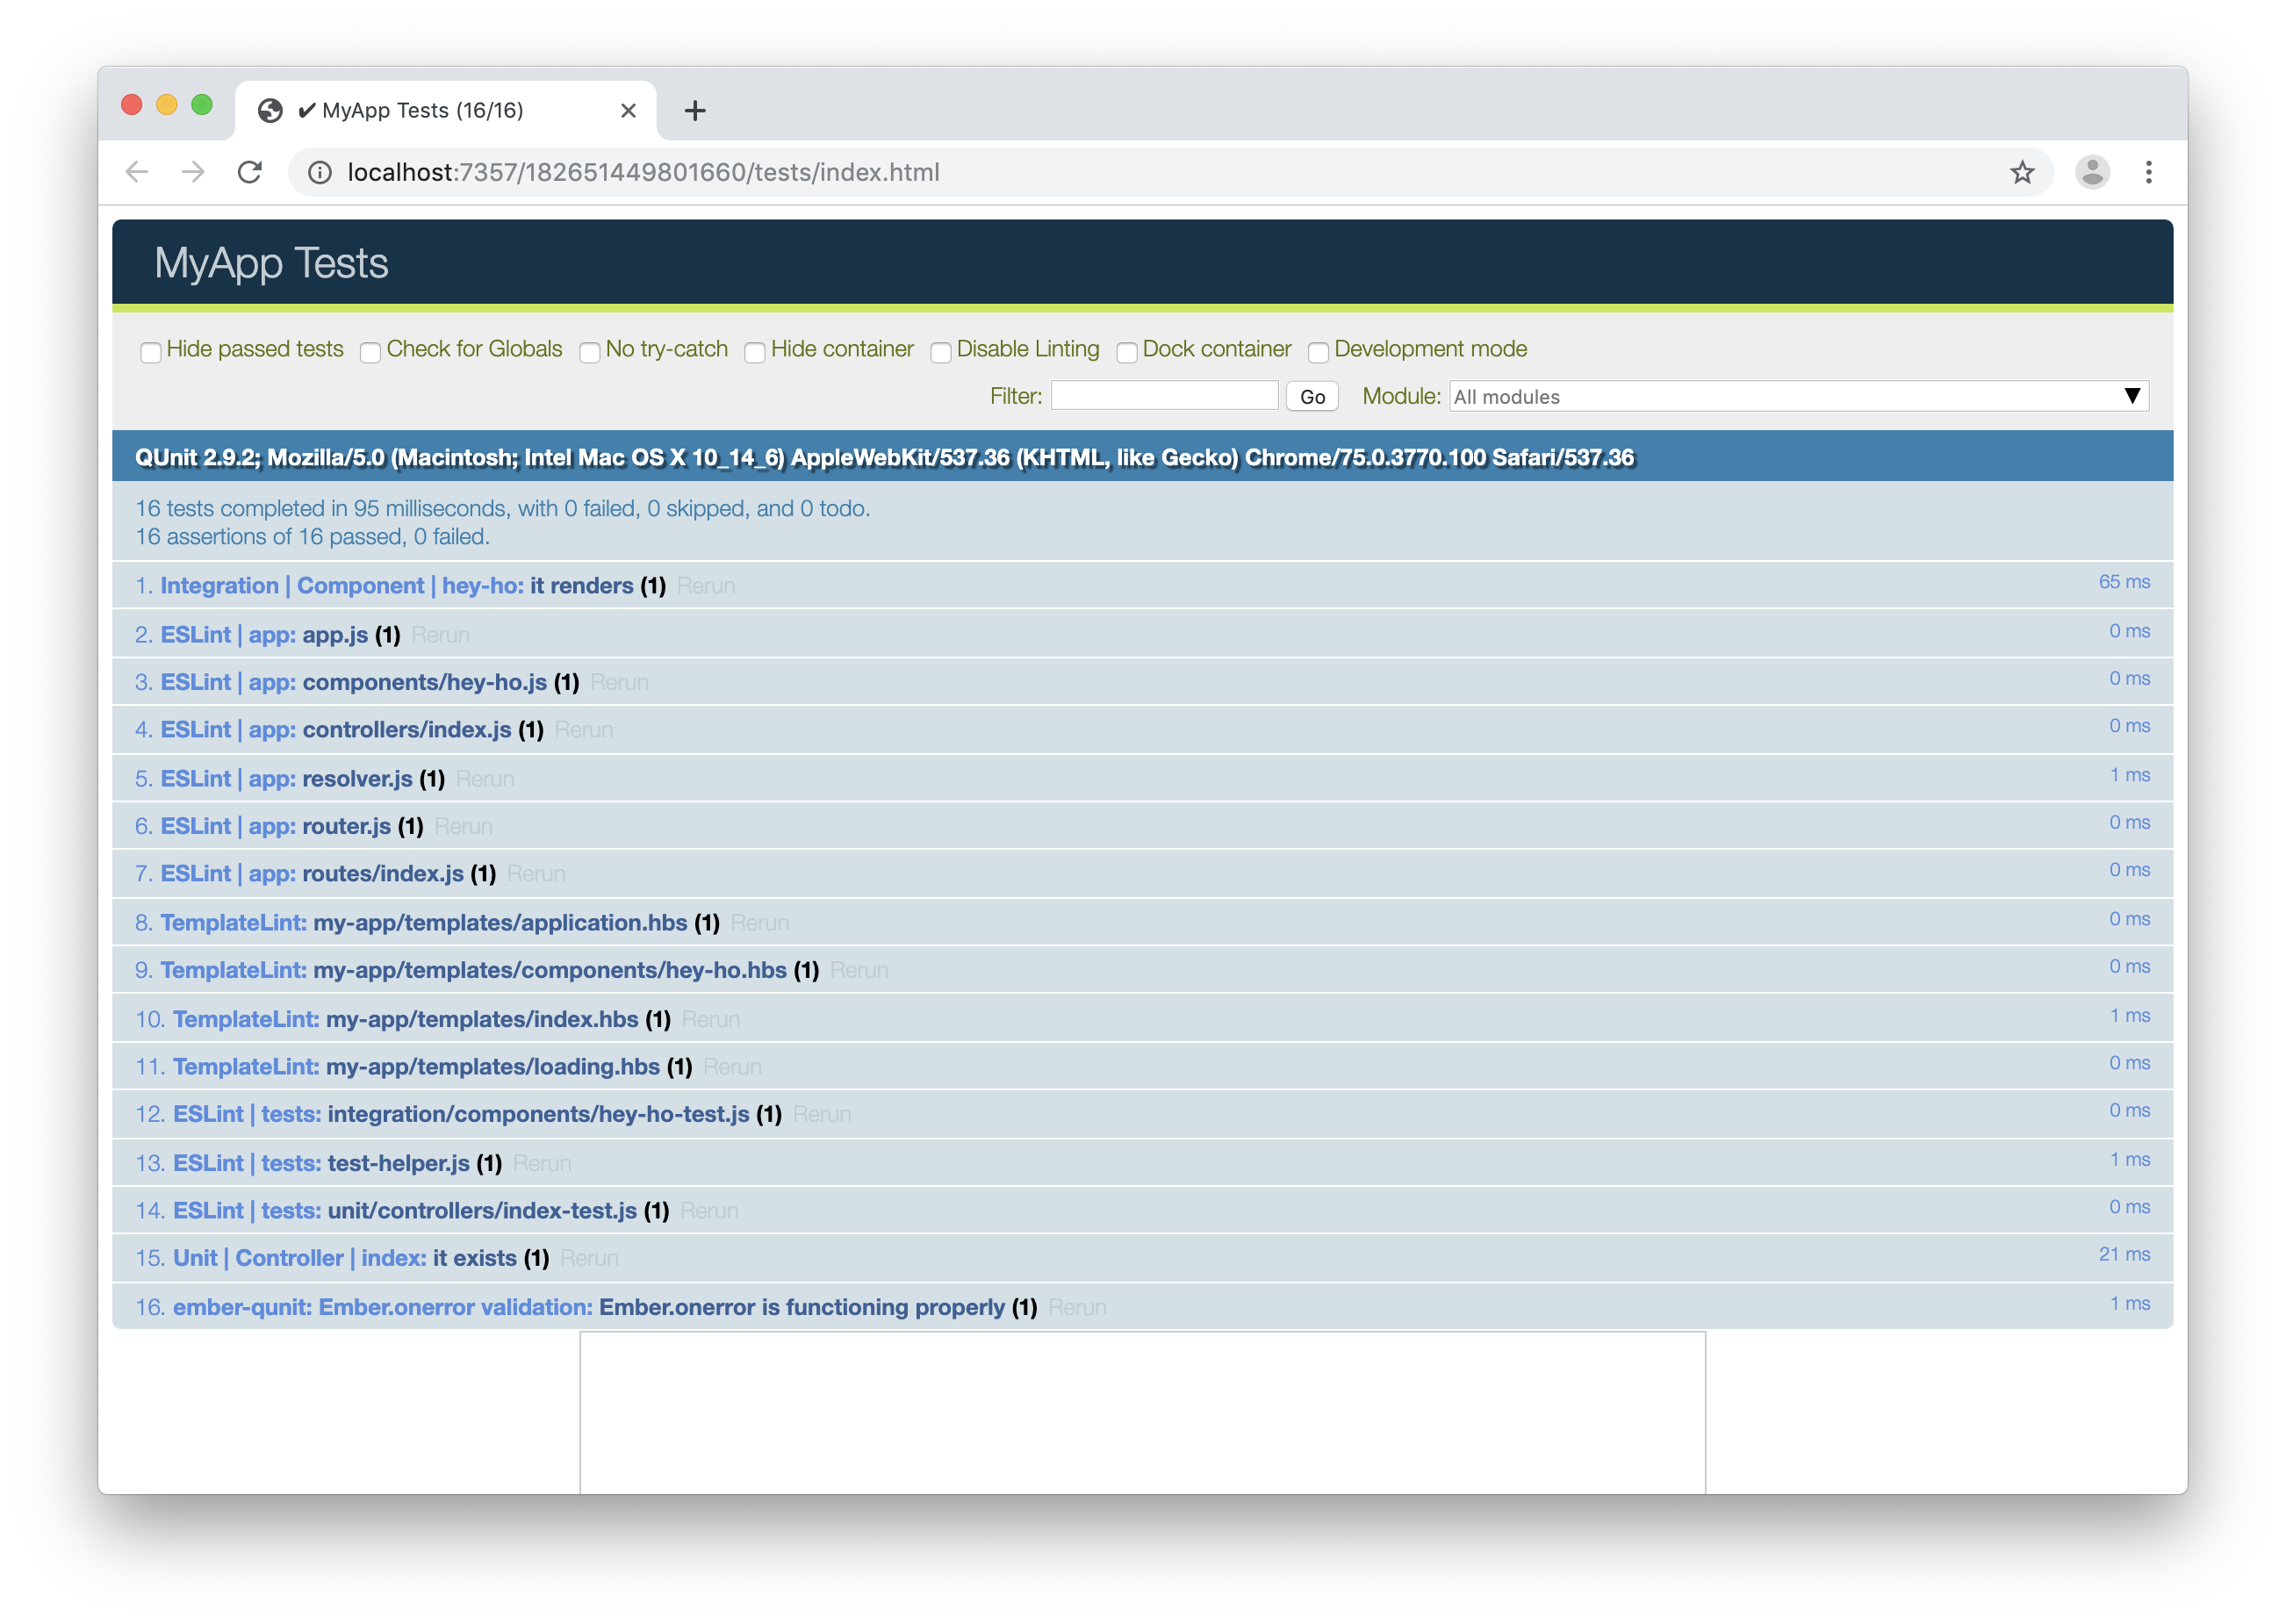 ✔ MyApp Tests (16/16)
localhost:7357/182651449801660/tests/index.html
MyApp Tests
Hide passed tests Check for Globals No try-catch Hide container Disable Linting Dock container Development mode
Filter: Go Module: All modules ▼
QUnit 2.9.2; Mozilla/5.0 (Macintosh; Intel Mac OS X 10_14_6) AppleWebKit/537.36 (KHTML, like Gecko) Chrome/75.0.3770.100 Safari/537.36
16 tests completed in 95 milliseconds, with 0 failed, 0 skipped, and 0 todo.
16 assertions of 16 passed, 0 failed.
1. Integration | Component | hey-ho: it renders (1) Rerun 65 ms
2. ESLint | app: app.js (1) Rerun 0 ms
3. ESLint | app: components/hey-ho.js (1) Rerun 0 ms
4. ESLint | app: controllers/index.js (1) Rerun 0 ms
5. ESLint | app: resolver.js (1) Rerun 1 ms
6. ESLint | app: router.js (1) Rerun 0 ms
7. ESLint | app: routes/index.js (1) Rerun 0 ms
8. TemplateLint: my-app/templates/application.hbs (1) Rerun 0 ms
9. TemplateLint: my-app/templates/components/hey-ho.hbs (1) Rerun 0 ms
10. TemplateLint: my-app/templates/index.hbs (1) Rerun 1 ms
11. TemplateLint: my-app/templates/loading.hbs (1) Rerun 0 ms
12. ESLint | tests: integration/components/hey-ho-test.js (1) Rerun 0 ms
13. ESLint | tests: test-helper.js (1) Rerun 1 ms
14. ESLint | tests: unit/controllers/index-test.js (1) Rerun 0 ms
15. Unit | Controller | index: it exists (1) Rerun 21 ms
16. ember-qunit: Ember.onerror validation: Ember.onerror is functioning properly (1) Rerun 1 ms